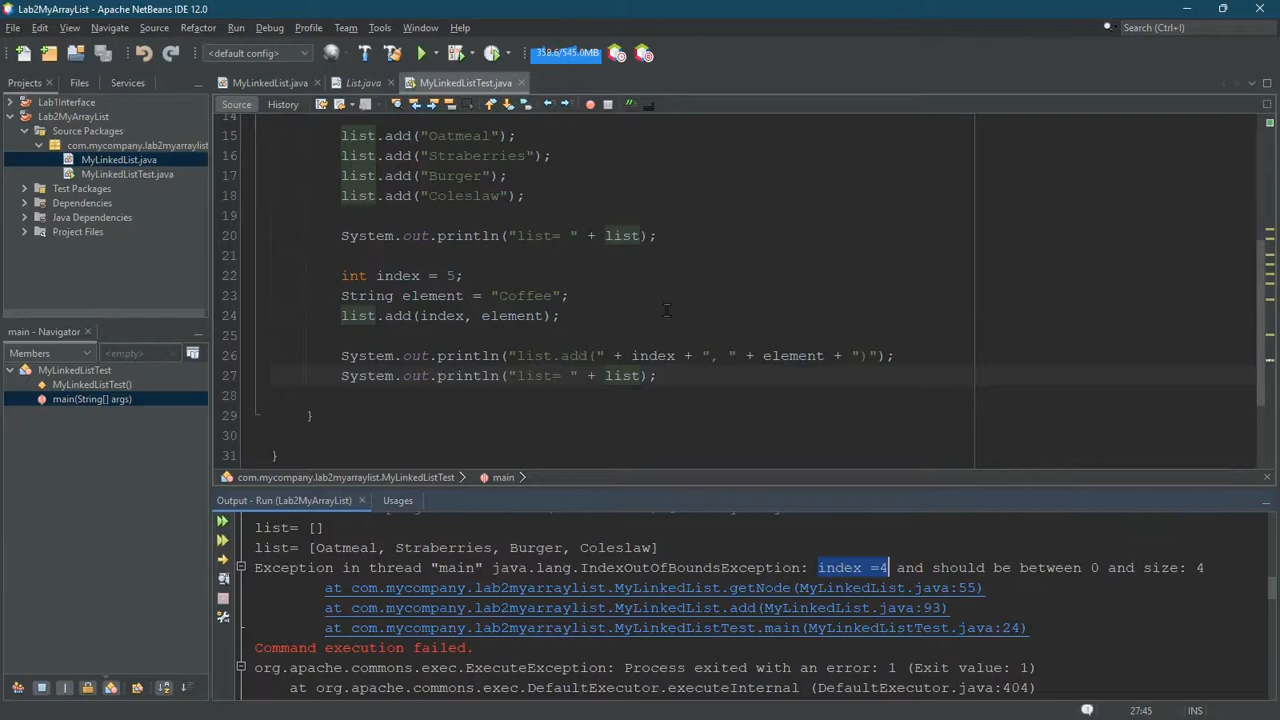 Lab2MyArrayList - Apache NetBeans IDE 12.0
File Edit View Navigate Source Refactor Run Debug Profile Team Tools Window Help
Search (Ctrl+I)
<default config>
358.6/545.0MB
Projects Files Services
MyLinkedList.java List.java MyLinkedListTest.java
Lab1Interface
Lab2MyArrayList
Source Packages
com.mycompany.lab2myarraylist
MyLinkedList.java
MyLinkedListTest.java
Test Packages
Dependencies
Java Dependencies
Project Files
Source History
14
15 list.add("Oatmeal");
16 list.add("Straberries");
17 list.add("Burger");
18 list.add("Coleslaw");
19
20 System.out.println("list= " + list);
21
22 int index = 5;
23 String element = "Coffee";
24 list.add(index, element);
25
26 System.out.println("list.add(" + index + ", " + element + ")");
27 System.out.println("list= " + list);
28
29 }
30
31 }
main - Navigator
Members <empty>
MyLinkedListTest
MyLinkedListTest()
main(String[] args)
com.mycompany.lab2myarraylist.MyLinkedListTest main
Output - Run (Lab2MyArrayList) Usages
list= []
list= [Oatmeal, Straberries, Burger, Coleslaw]
Exception in thread "main" java.lang.IndexOutOfBoundsException: index =4 and should be between 0 and size: 4
at com.mycompany.lab2myarraylist.MyLinkedList.getNode(MyLinkedList.java:55)
at com.mycompany.lab2myarraylist.MyLinkedList.add(MyLinkedList.java:93)
at com.mycompany.lab2myarraylist.MyLinkedListTest.main(MyLinkedListTest.java:24)
Command execution failed.
org.apache.commons.exec.ExecuteException: Process exited with an error: 1 (Exit value: 1)
at org.apache.commons.exec.DefaultExecutor.executeInternal (DefaultExecutor.java:404)
27:45 INS